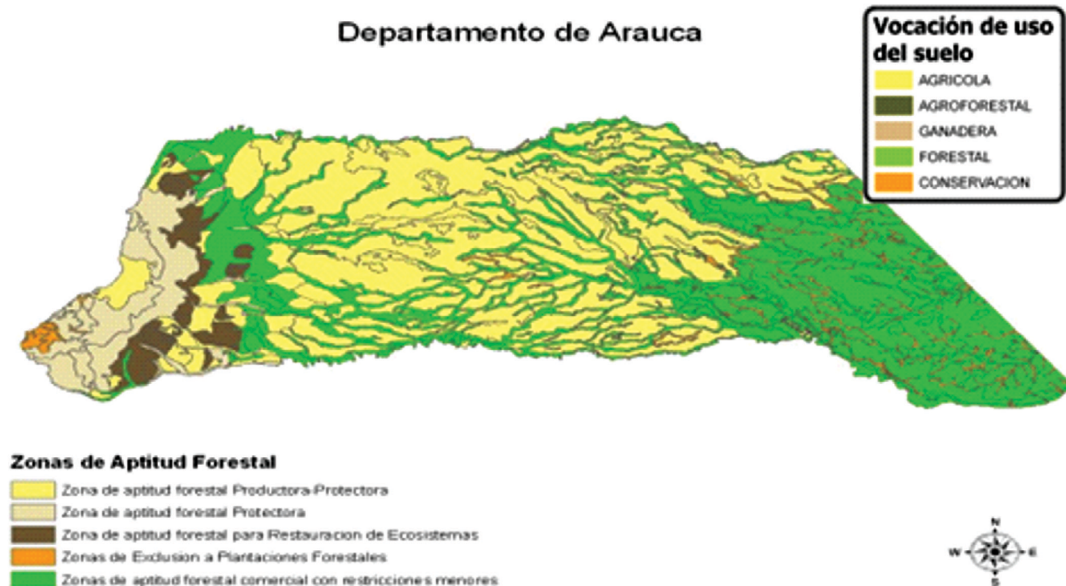 Departamento de Arauca
Vocación de uso
del suelo
AGRICOLA
AGROFORESTAL
GANADERA
FORESTAL
CONSERVACION
Zonas de Aptitud Forestal
Zona de aptitud forestal Productora-Protectora
Zona de aptitud forestal Protectora
Zona de aptitud forestal para Restauracion de Ecosistemas
Zonas de Exclusion a Plantaciones Forestales
Zonas de aptitud forestal comercial con restricciones menores
N
W
E
S